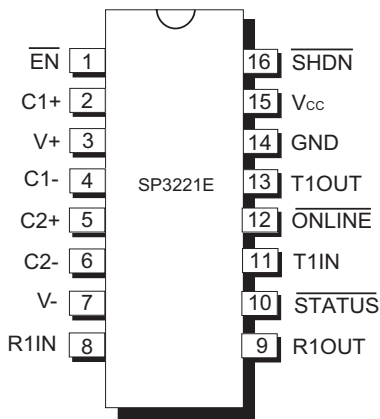 EN 1 16 SHDN
C1+ 2 15 Vcc
V+ 3 14 GND
C1- 4 SP3221E 13 T1OUT
C2+ 5 12 ONLINE
C2- 6 11 T1IN
V- 7 10 STATUS
R1IN 8 9 R1OUT